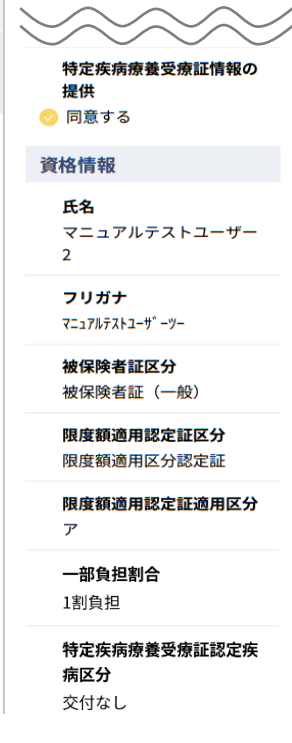 特定疾病療養受療証情報の
提供
同意する
資格情報
氏名
マニュアルテストユーザー
2
フリガナ
ﾏﾆｭｱﾙﾃｽﾄﾕｰｻﾞｰﾂｰ
被保険者証区分
被保険者証（一般）
限度額適用認定証区分
限度額適用区分認定証
限度額適用認定証適用区分
ア
一部負担割合
1割負担
特定疾病療養受療証認定疾
病区分
交付なし